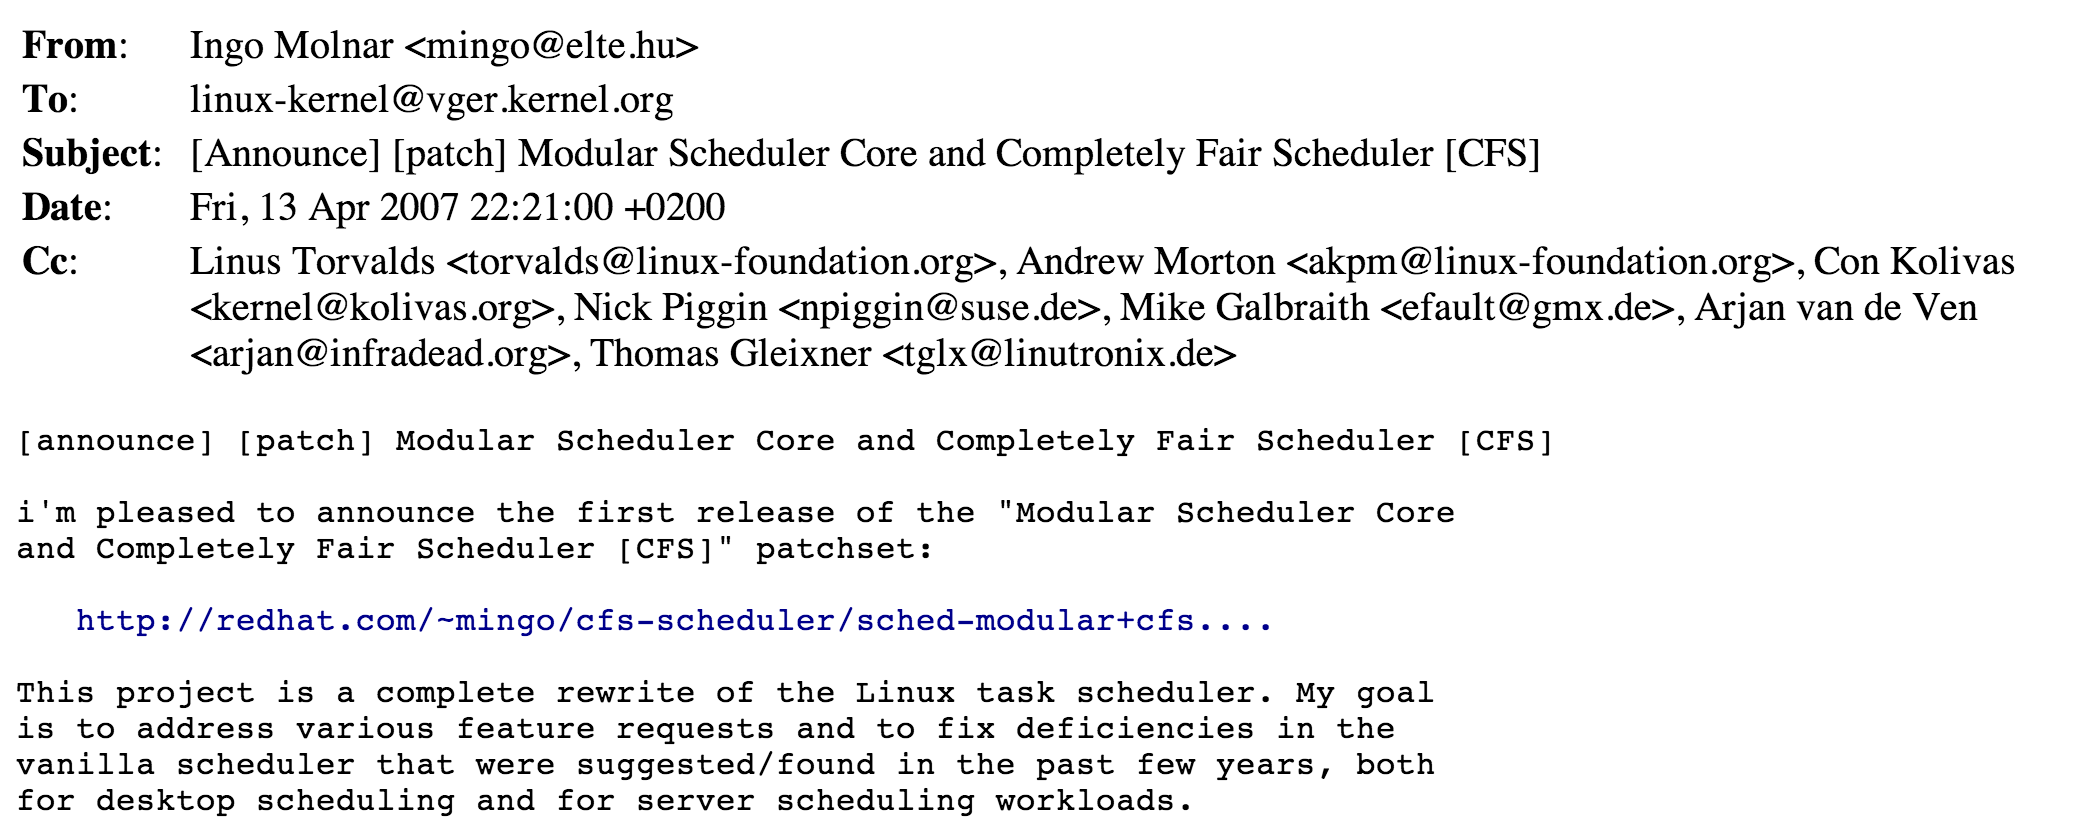 From: Ingo Molnar <mingo@elte.hu>
To: linux-kernel@vger.kernel.org
Subject: [Announce] [patch] Modular Scheduler Core and Completely Fair Scheduler [CFS]
Date: Fri, 13 Apr 2007 22:21:00 +0200
Cc: Linus Torvalds <torvalds@linux-foundation.org>, Andrew Morton <akpm@linux-foundation.org>, Con Kolivas
<kernel@kolivas.org>, Nick Piggin <npiggin@suse.de>, Mike Galbraith <efault@gmx.de>, Arjan van de Ven
<arjan@infradead.org>, Thomas Gleixner <tglx@linutronix.de>
[announce] [patch] Modular Scheduler Core and Completely Fair Scheduler [CFS]
i'm pleased to announce the first release of the "Modular Scheduler Core
and Completely Fair Scheduler [CFS]" patchset:
http://redhat.com/~mingo/cfs-scheduler/sched-modular+cfs....
This project is a complete rewrite of the Linux task scheduler. My goal
is to address various feature requests and to fix deficiencies in the
vanilla scheduler that were suggested/found in the past few years, both
for desktop scheduling and for server scheduling workloads.